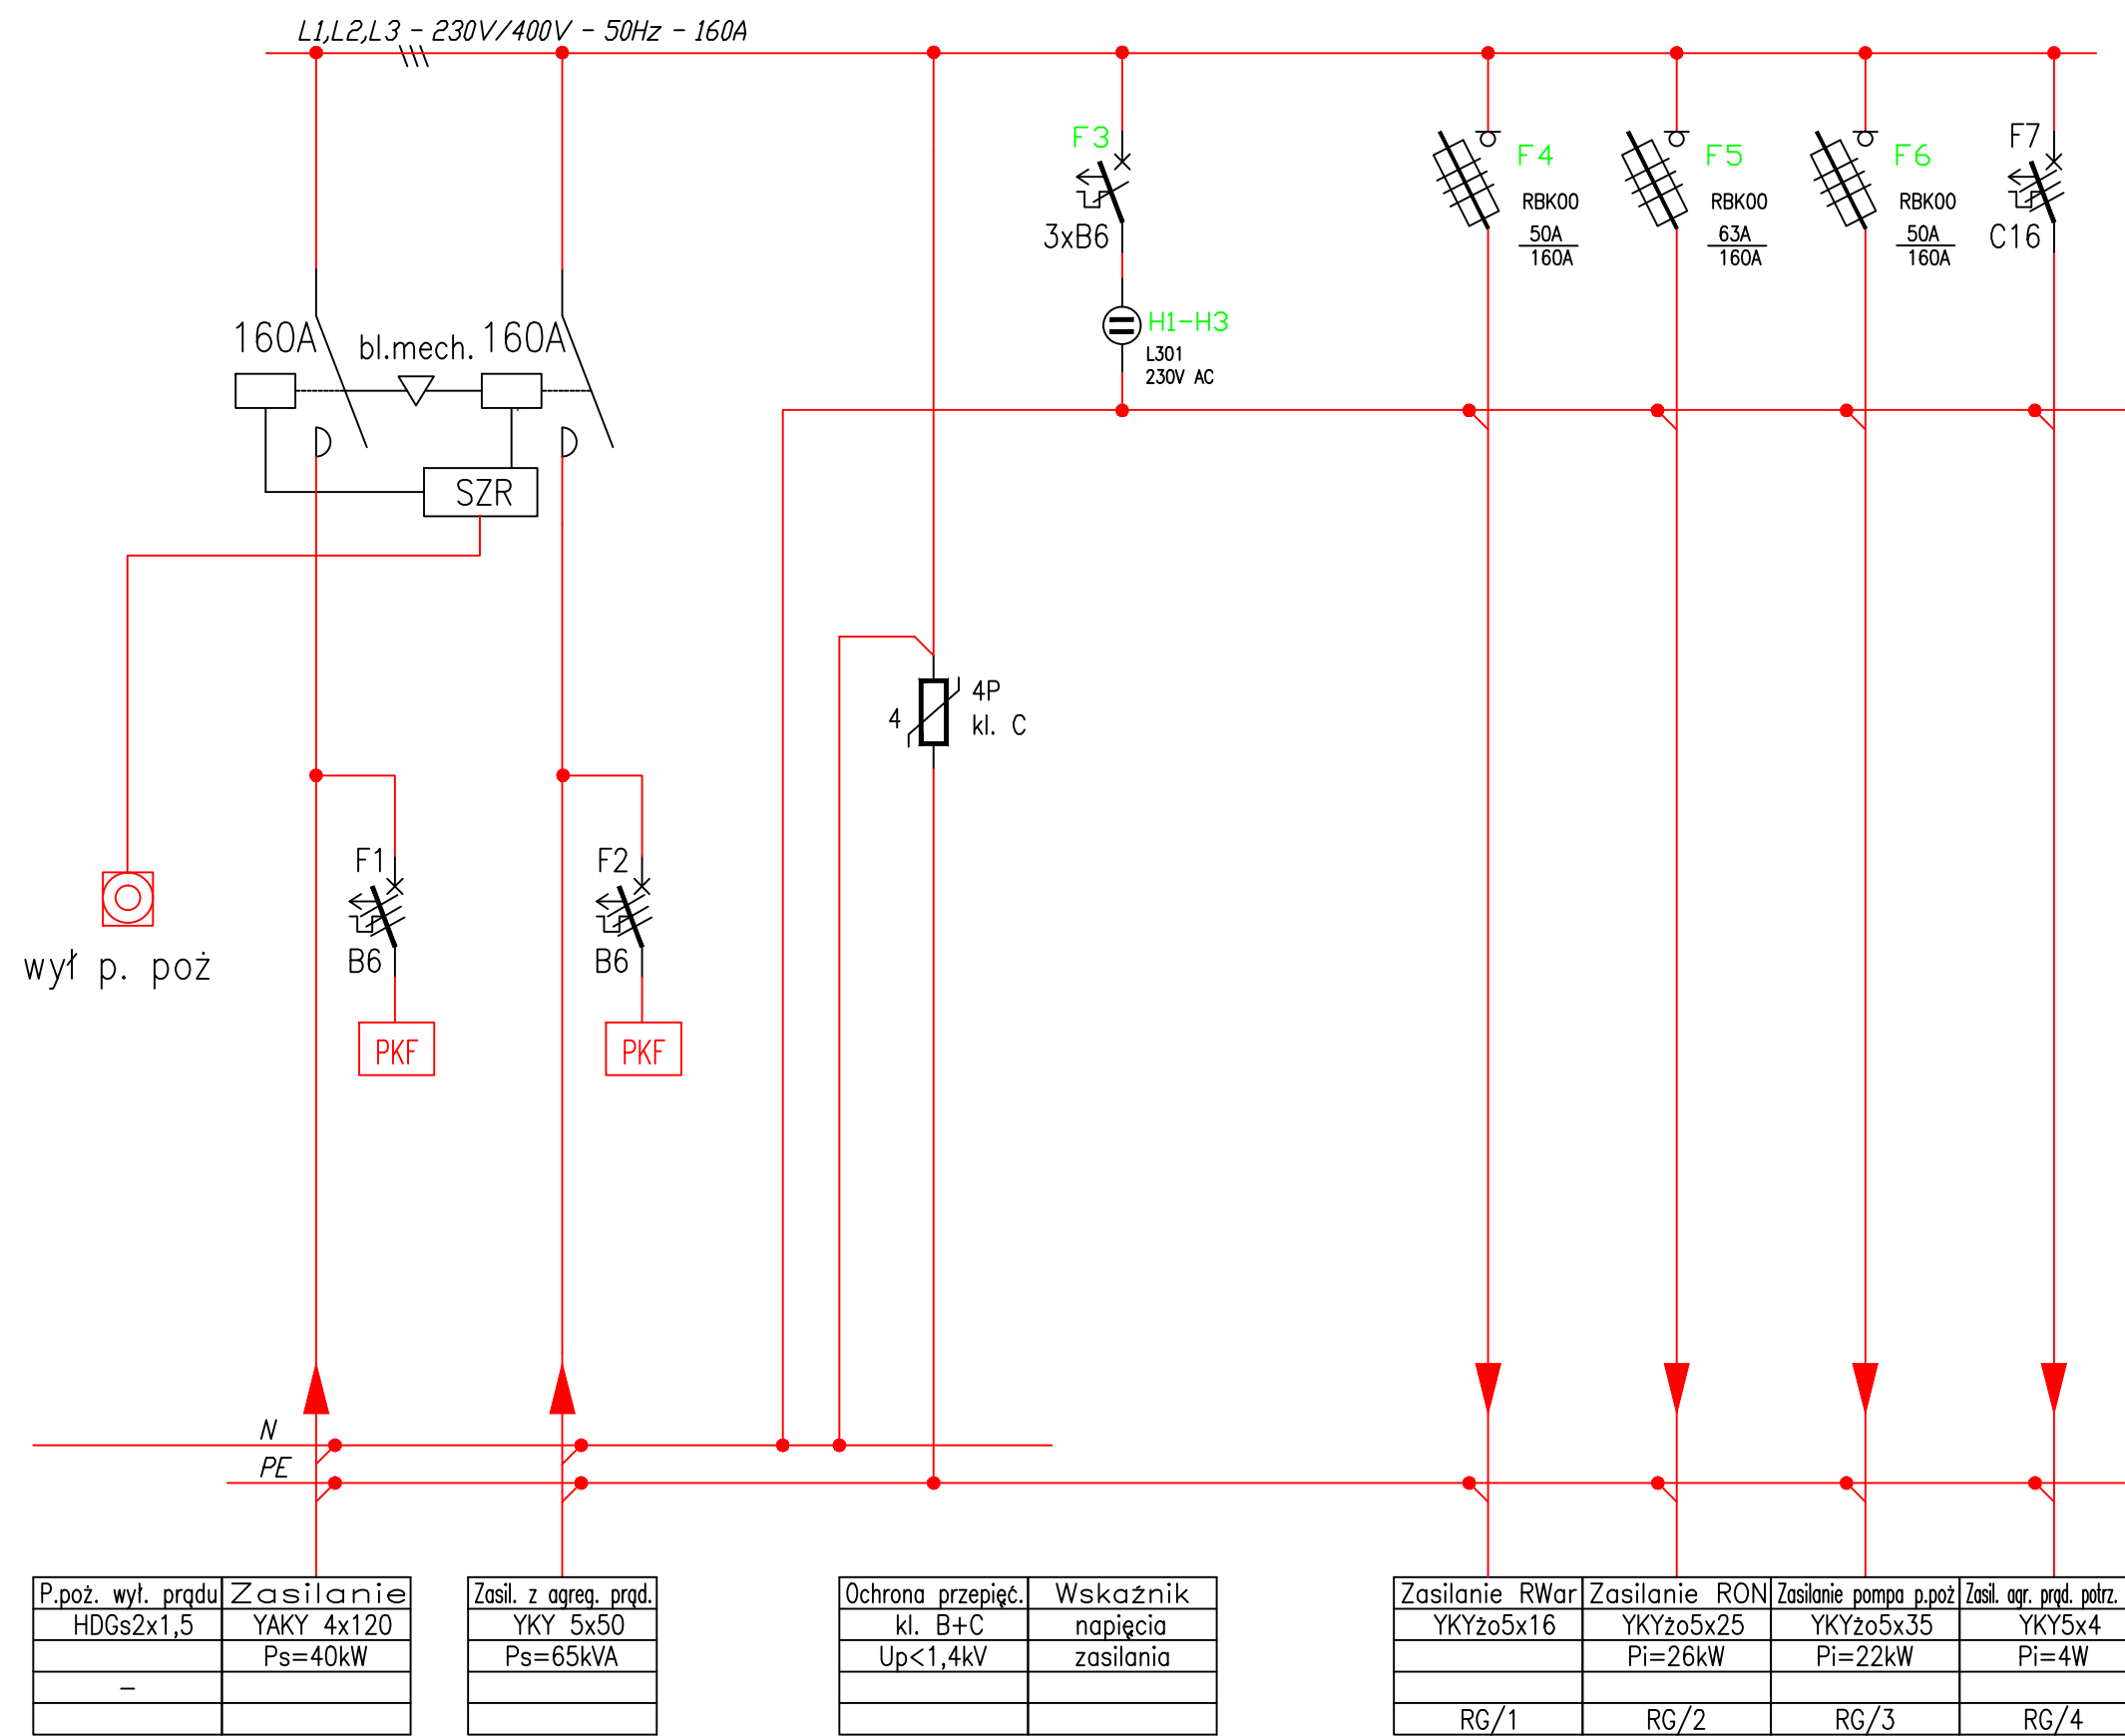 L1,L2,L3 - 230V/400V - 50Hz - 160A
F3
3xB6
F4
RBK00
50A
160A
F5
RBK00
63A
160A
F6
RBK00
50A
160A
F7
C16
160A
bl.mech.
160A
H1-H3
L301
230V AC
SZR
4
4P
kl. C
F1
B6
F2
B6
wył p. poż
PKF
PKF
N
PE
P.poż. wył. prądu
HDGs2x1,5
-
Zasilanie
YAKY 4x120
Ps=40kW
Zasil. z agreg. prąd.
YKY 5x50
Ps=65kVA
Ochrona przepięć.
kl. B+C
Up<1,4kV
Wskaźnik
napięcia
zasilania
Zasilanie RWar
YKYżo5x16
RG/1
Zasilanie RON
YKYżo5x25
Pi=26kW
RG/2
Zasilanie pompa p.poż
YKYżo5x35
Pi=22kW
RG/3
Zasil. agr. prąd. potrz.
YKY5x4
Pi=4W
RG/4